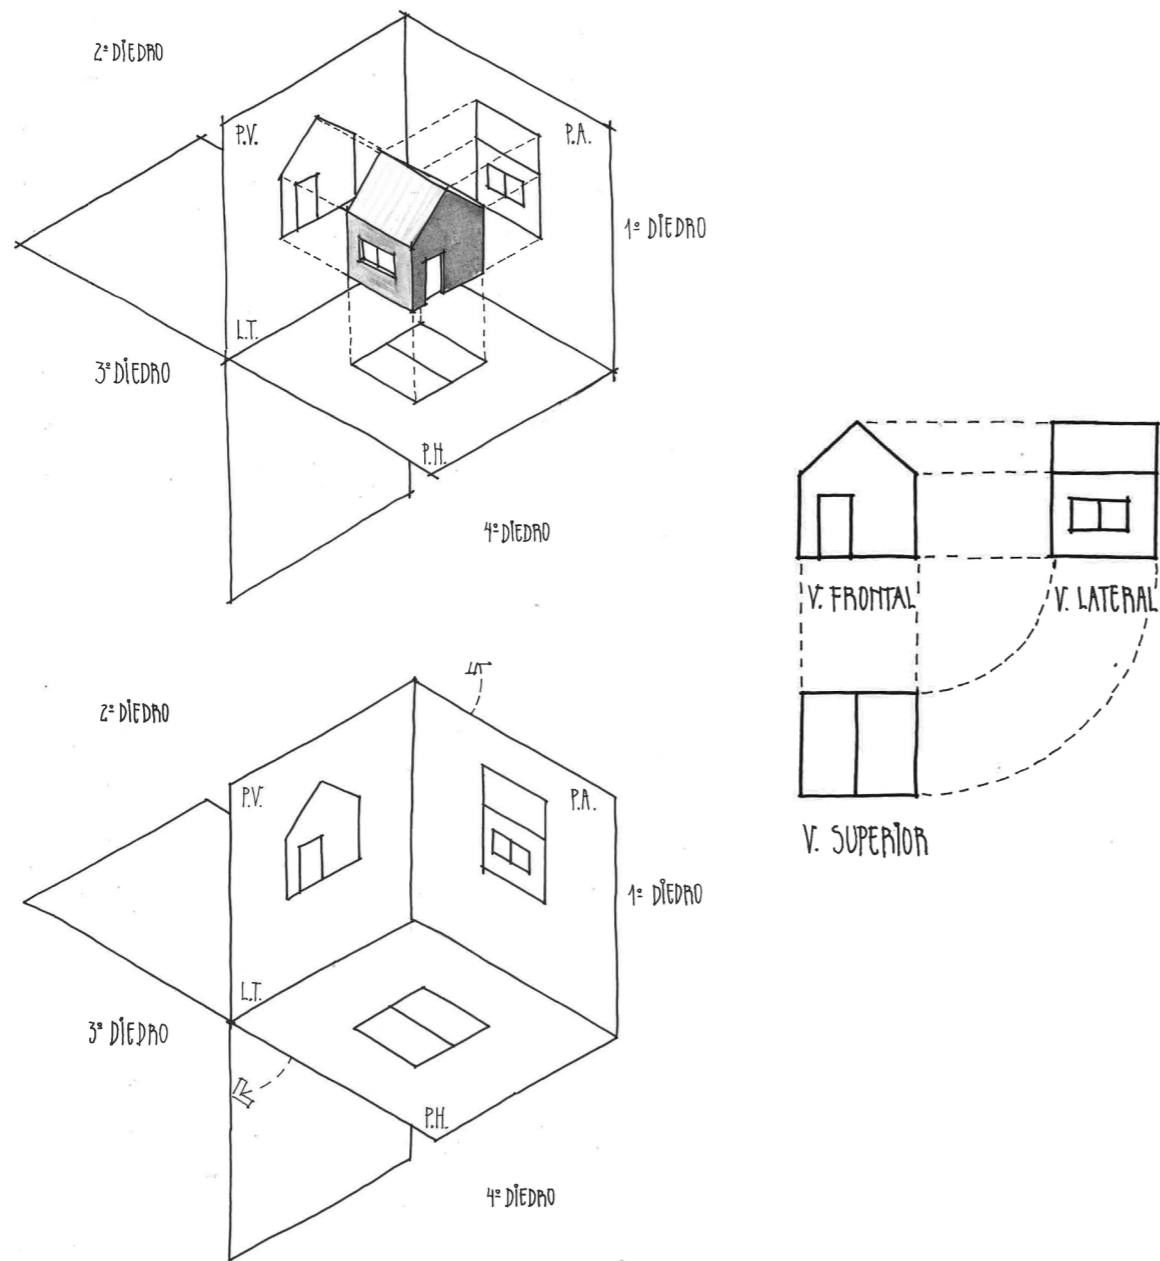 2º DIEDRO
P.V.
P.A.
1º DIEDRO
L.T.
3º DIEDRO
P.H.
4º DIEDRO
V. FRONTAL
V. LATERAL
V. SUPERIOR
2º DIEDRO
P.V.
P.A.
1º DIEDRO
L.T.
3º DIEDRO
P.H.
4º DIEDRO